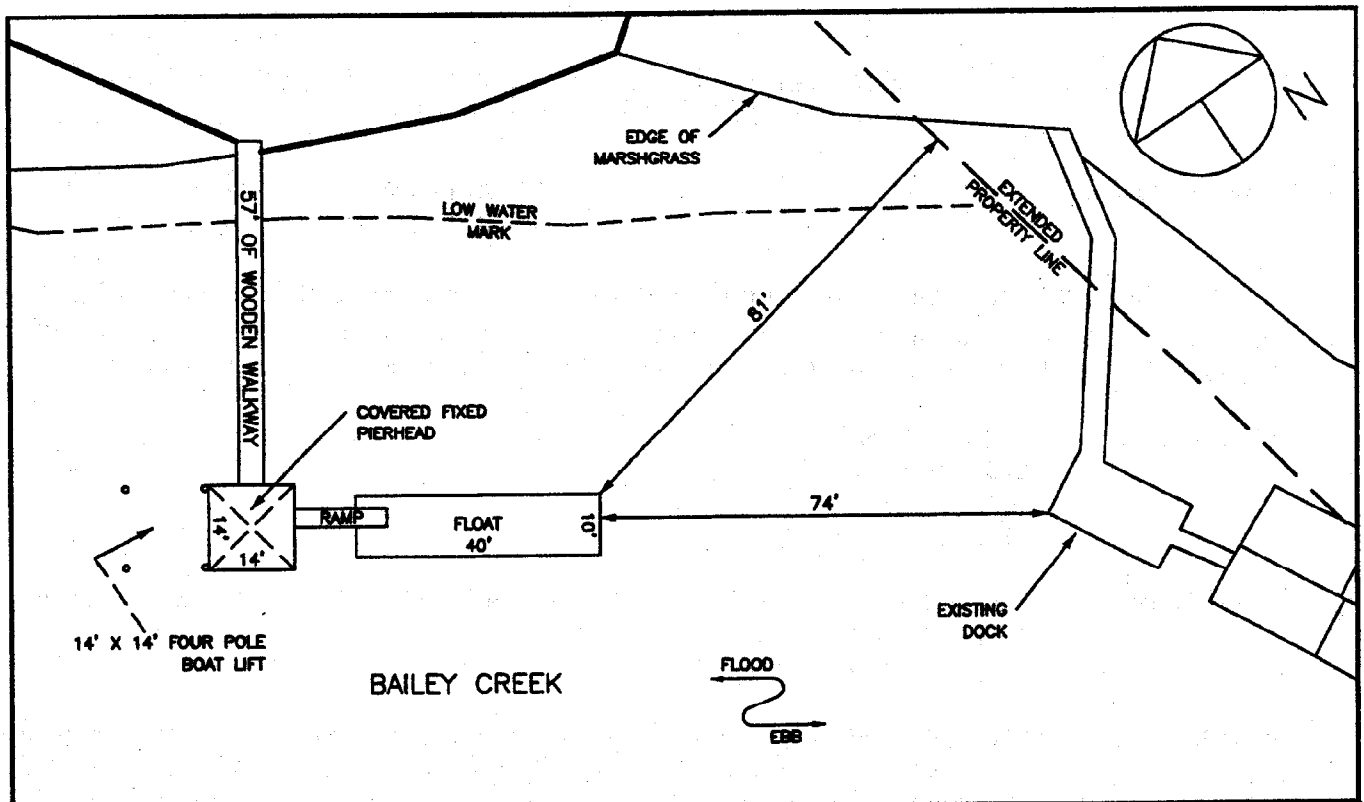 N
EDGE OF
MARSHGRASS
EXTENDED
PROPERTY LINE
57' OF WOODEN WALKWAY
LOW WATER
MARK
81'
COVERED FIXED
PIERHEAD
14'
14'
RAMP
FLOAT
40'
10'
74'
EXISTING
DOCK
14' X 14' FOUR POLE
BOAT LIFT
BAILEY CREEK
FLOOD
EBB